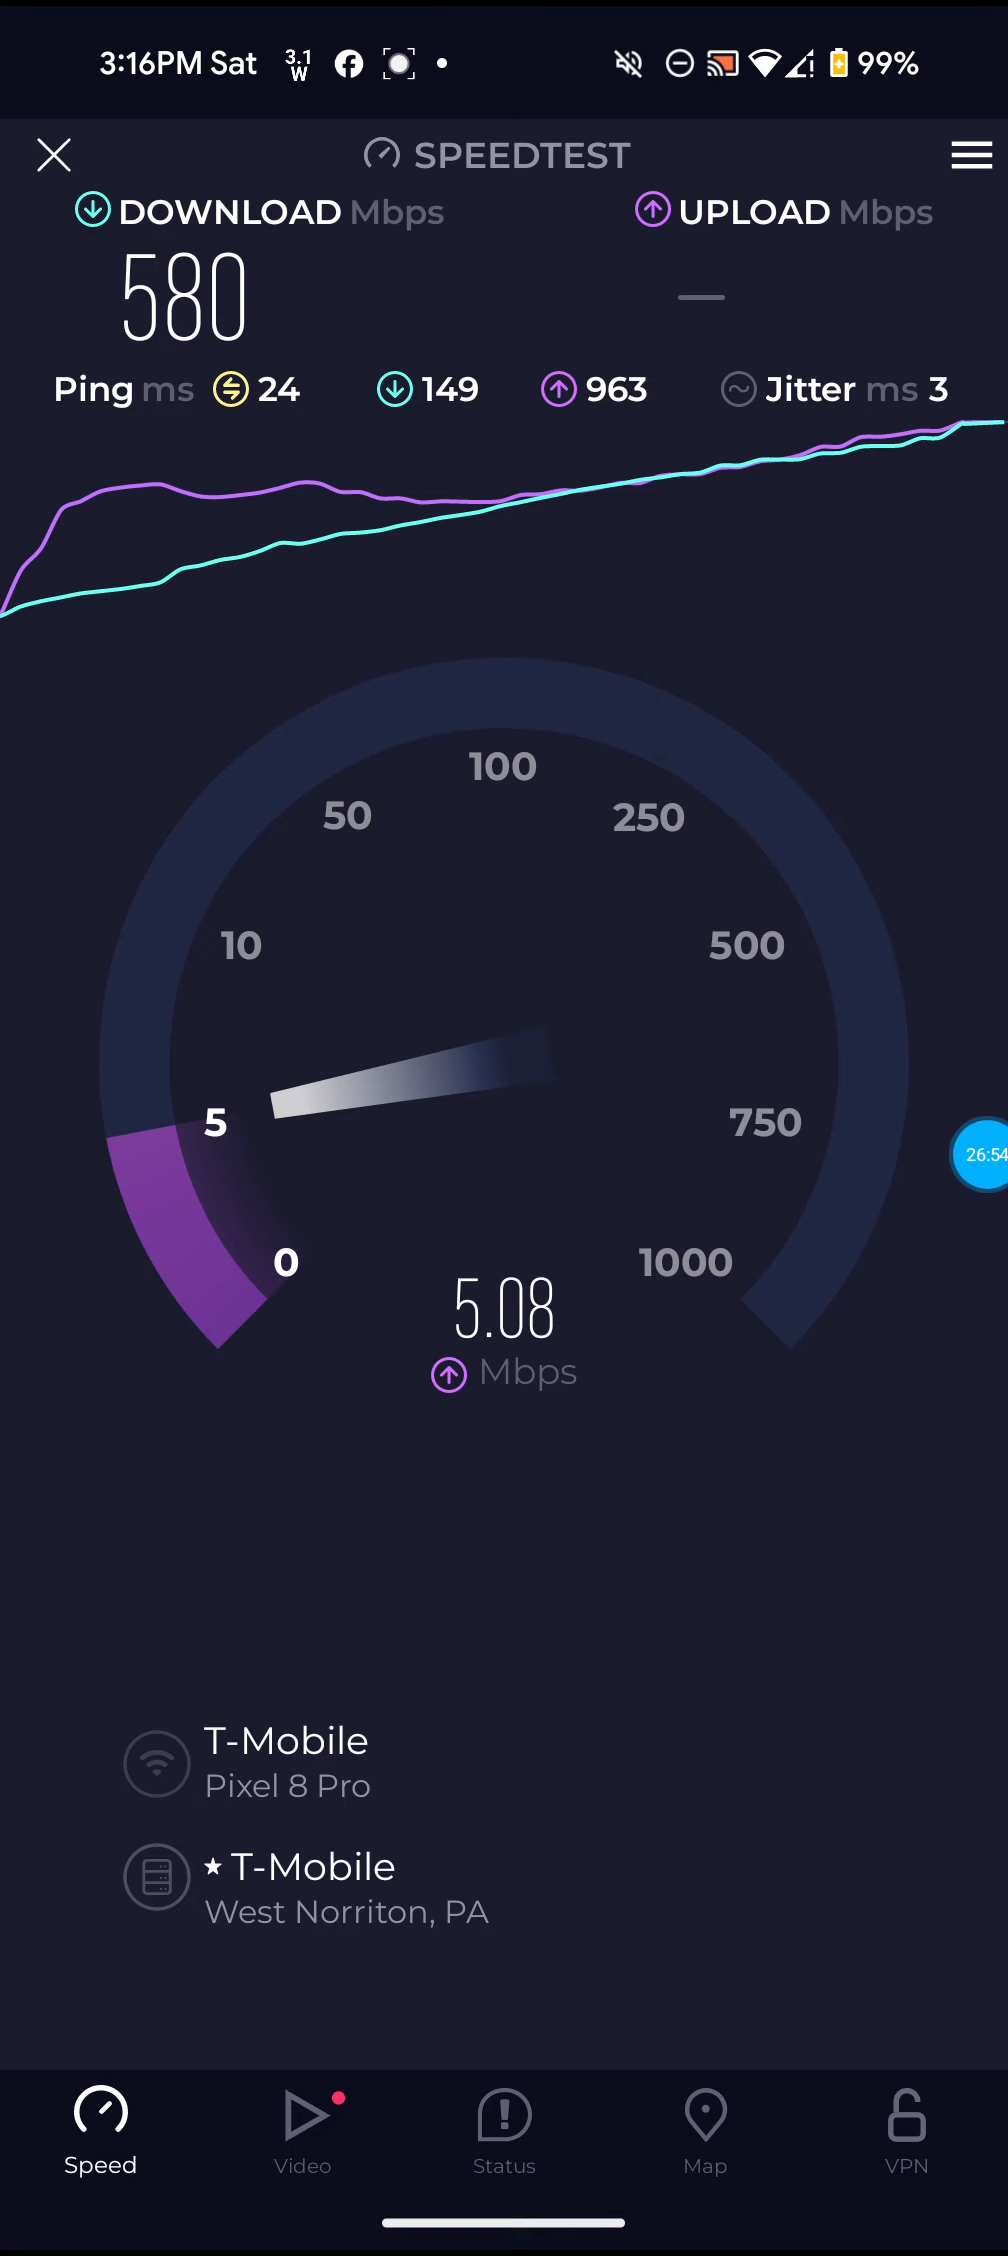 3:16PM Sat 3.1 W 99%
SPEEDTEST
DOWNLOAD Mbps UPLOAD Mbps
580 —
Ping ms 24 149 963 Jitter ms 3
100
50 250
10 500
5 750
26:54
0 1000
5.08
Mbps
T-Mobile
Pixel 8 Pro
★ T-Mobile
West Norriton, PA
Speed Video Status Map VPN